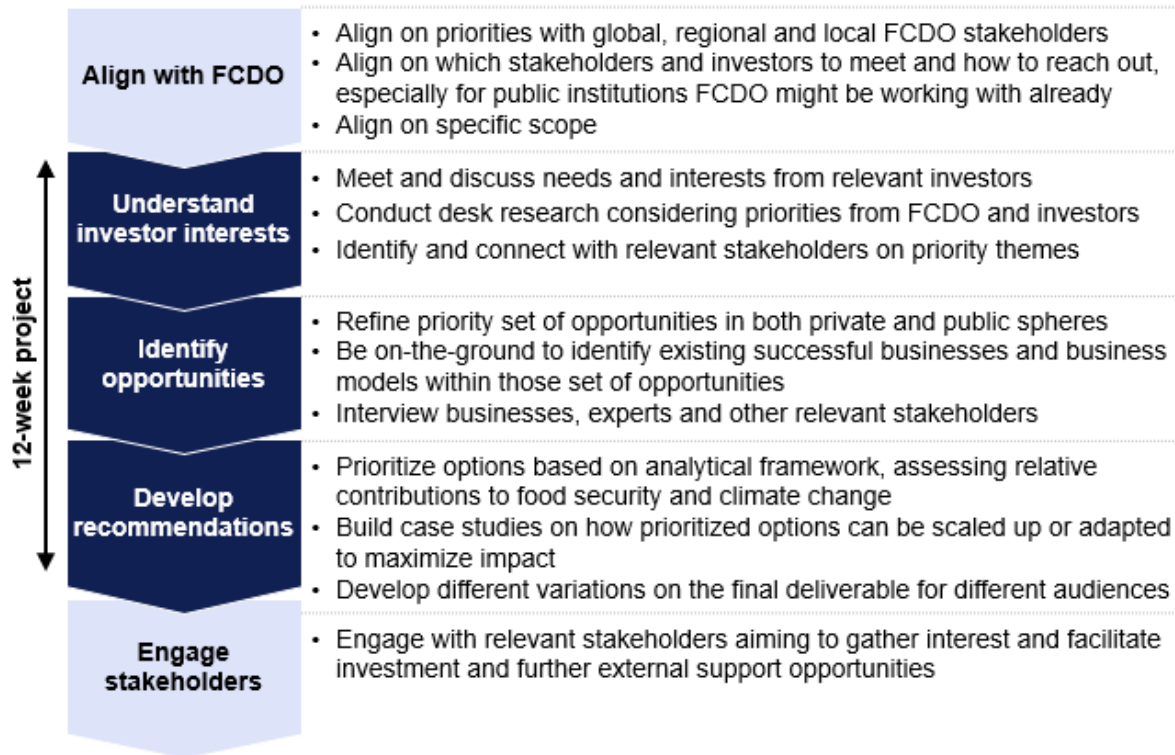 Align with FCDO
• Align on priorities with global, regional and local FCDO stakeholders
• Align on which stakeholders and investors to meet and how to reach out,
especially for public institutions FCDO might be working with already
• Align on specific scope
12-week project
Understand
investor interests
• Meet and discuss needs and interests from relevant investors
• Conduct desk research considering priorities from FCDO and investors
• Identify and connect with relevant stakeholders on priority themes
Identify
opportunities
• Refine priority set of opportunities in both private and public spheres
• Be on-the-ground to identify existing successful businesses and business
models within those set of opportunities
• Interview businesses, experts and other relevant stakeholders
Develop
recommendations
• Prioritize options based on analytical framework, assessing relative
contributions to food security and climate change
• Build case studies on how prioritized options can be scaled up or adapted
to maximize impact
• Develop different variations on the final deliverable for different audiences
Engage
stakeholders
• Engage with relevant stakeholders aiming to gather interest and facilitate
investment and further external support opportunities